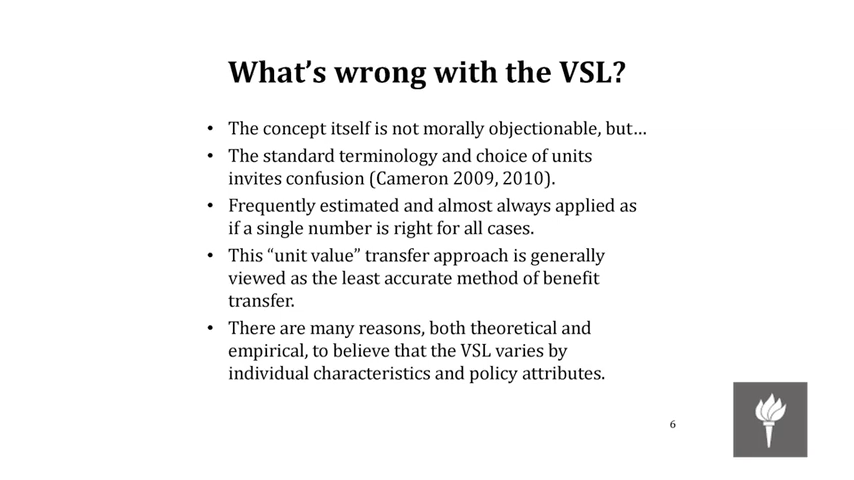 What’s wrong with the VSL?
• The concept itself is not morally objectionable, but…
• The standard terminology and choice of units
invites confusion (Cameron 2009, 2010).
• Frequently estimated and almost always applied as
if a single number is right for all cases.
• This “unit value” transfer approach is generally
viewed as the least accurate method of benefit
transfer.
• There are many reasons, both theoretical and
empirical, to believe that the VSL varies by
individual characteristics and policy attributes.
6